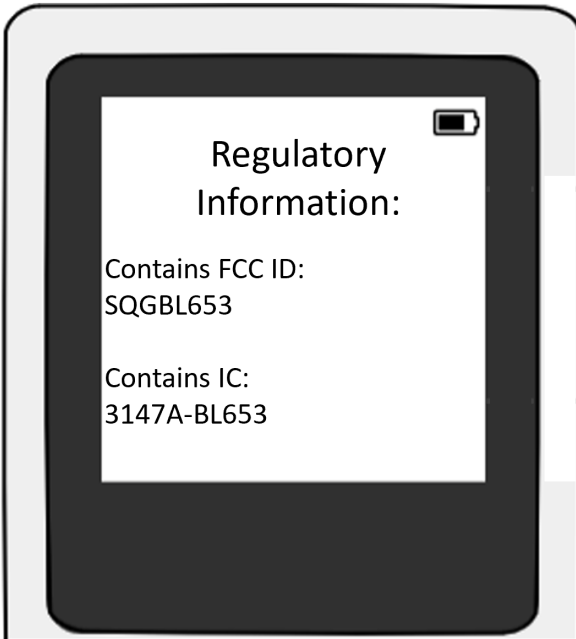 Regulatory
Information:
Contains FCC ID:
SQGBL653
Contains IC:
3147A-BL653